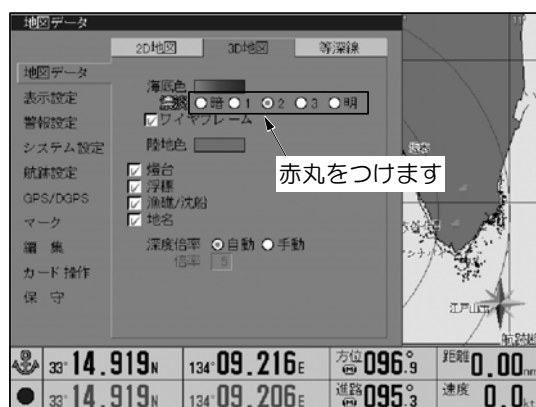 地図データ
2D地図 3D地図 等深線
地図データ
表示設定
警報設定
システム設定
航跡設定
GPS/DGPS
マーク
編 集
カード操作
保 守
海底色
濃淡 暗 1 2 3 明
ワイヤフレーム
陸地色
赤丸をつけます
燈台
浮標
漁礁/沈船
地名
深度倍率 自動 手動
倍率 5
江戸山
33°14.919N 134°09.216E 方位 096.9° 距離 0.00nm
33°14.919N 134°09.206E 進路 095.3° 速度 0.0kt